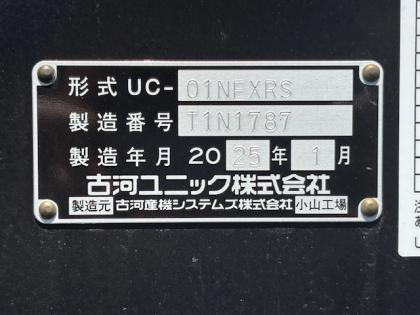 形式 UC-01NFXRS
製造番号 T1N1787
製造年月 2025年1月
古河ユニック株式会社
製造元 古河産機システムズ株式会社 小山工場